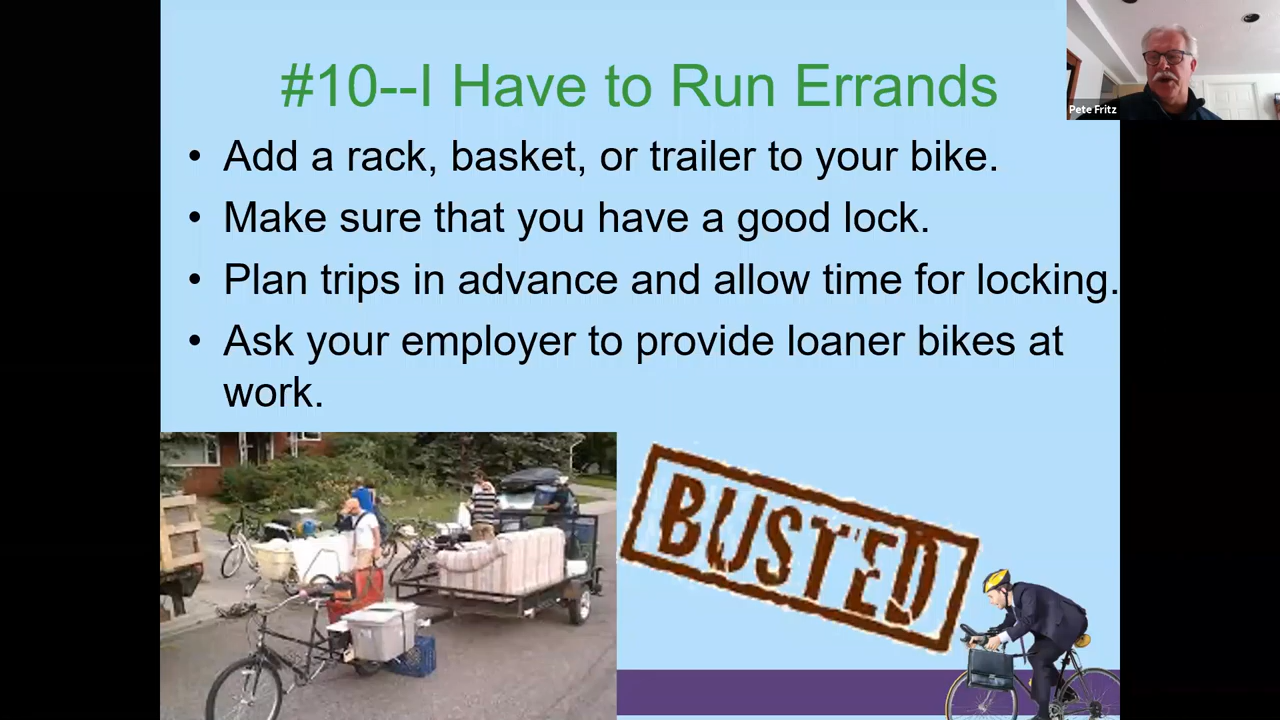 #10--I Have to Run Errands
Pete Fritz
• Add a rack, basket, or trailer to your bike.
• Make sure that you have a good lock.
• Plan trips in advance and allow time for locking.
• Ask your employer to provide loaner bikes at
work.
BUSTED